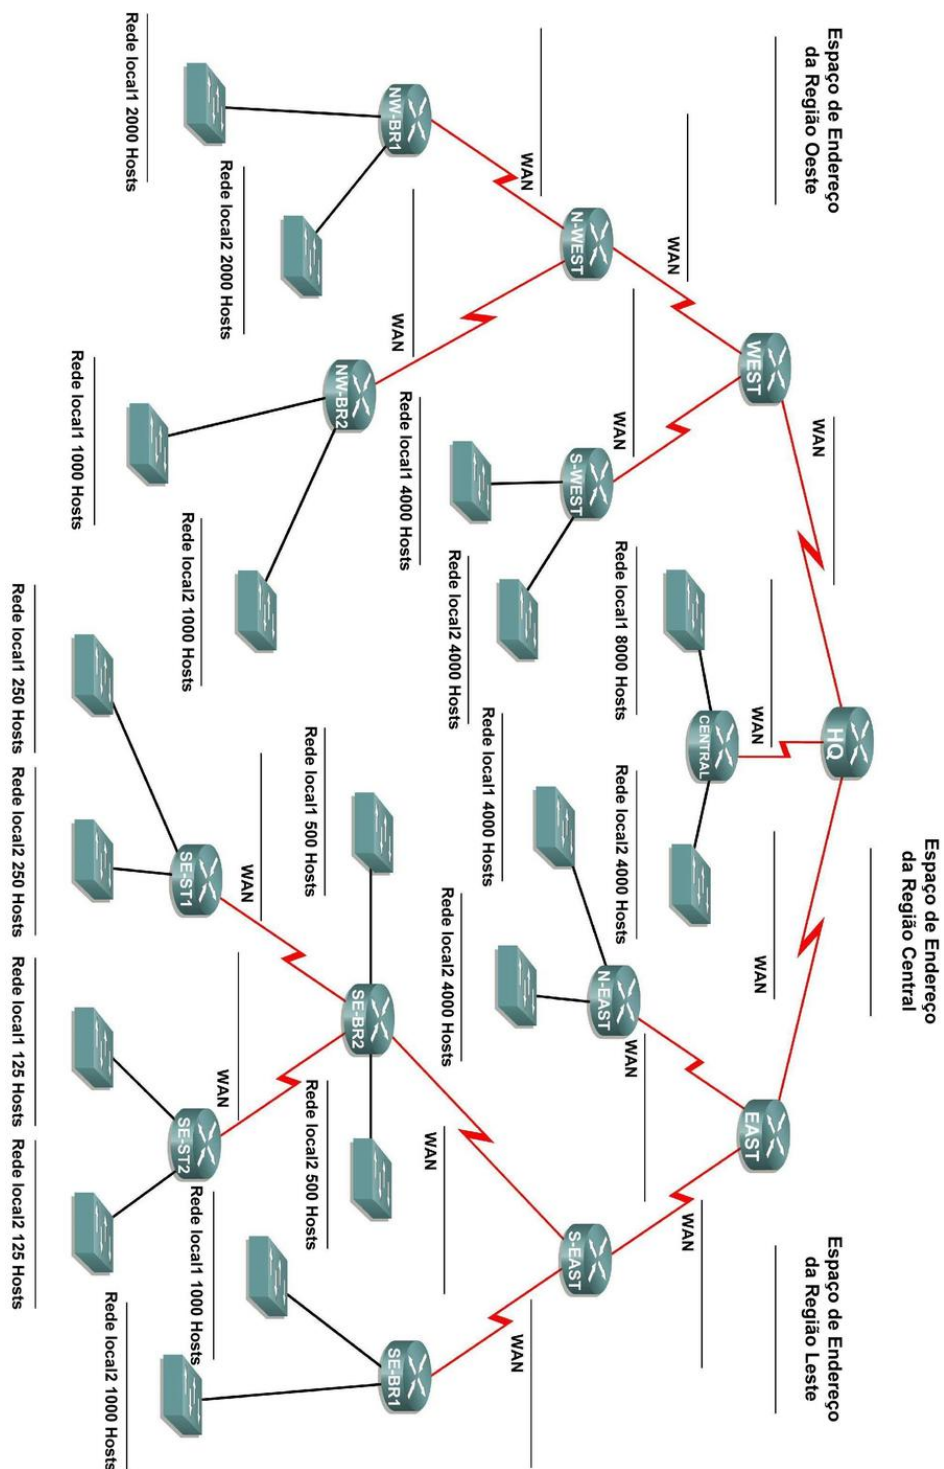 Espaço de Endereço
da Região Oeste
Espaço de Endereço
da Região Central
Espaço de Endereço
da Região Leste
HQ
WAN
WAN
WAN
WEST
CENTRAL
EAST
WAN
WAN
Rede local1 8000 Hosts
Rede local2 4000 Hosts
WAN
WAN
N-WEST
S-WEST
N-EAST
S-EAST
WAN
WAN
Rede local1 4000 Hosts
Rede local2 4000 Hosts
Rede local1 4000 Hosts
Rede local2 4000 Hosts
WAN
WAN
NW-BR1
NW-BR2
SE-BR2
SE-BR1
Rede local1 2000 Hosts
Rede local2 2000 Hosts
Rede local1 1000 Hosts
Rede local2 1000 Hosts
Rede local1 500 Hosts
Rede local2 500 Hosts
Rede local1 1000 Hosts
Rede local2 1000 Hosts
WAN
WAN
SE-ST1
SE-ST2
Rede local1 250 Hosts
Rede local2 250 Hosts
Rede local1 125 Hosts
Rede local2 125 Hosts